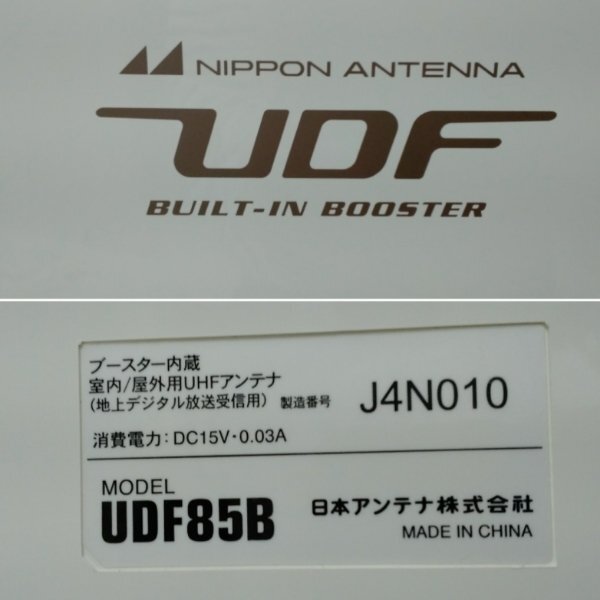 NIPPON ANTENNA
UDF
BUILT-IN BOOSTER
ブースター内蔵
室内/屋外用UHFアンテナ
(地上デジタル放送受信用) 製造番号 J4N010
消費電力:DC15V・0.03A
MODEL
UDF85B 日本アンテナ株式会社
MADE IN CHINA